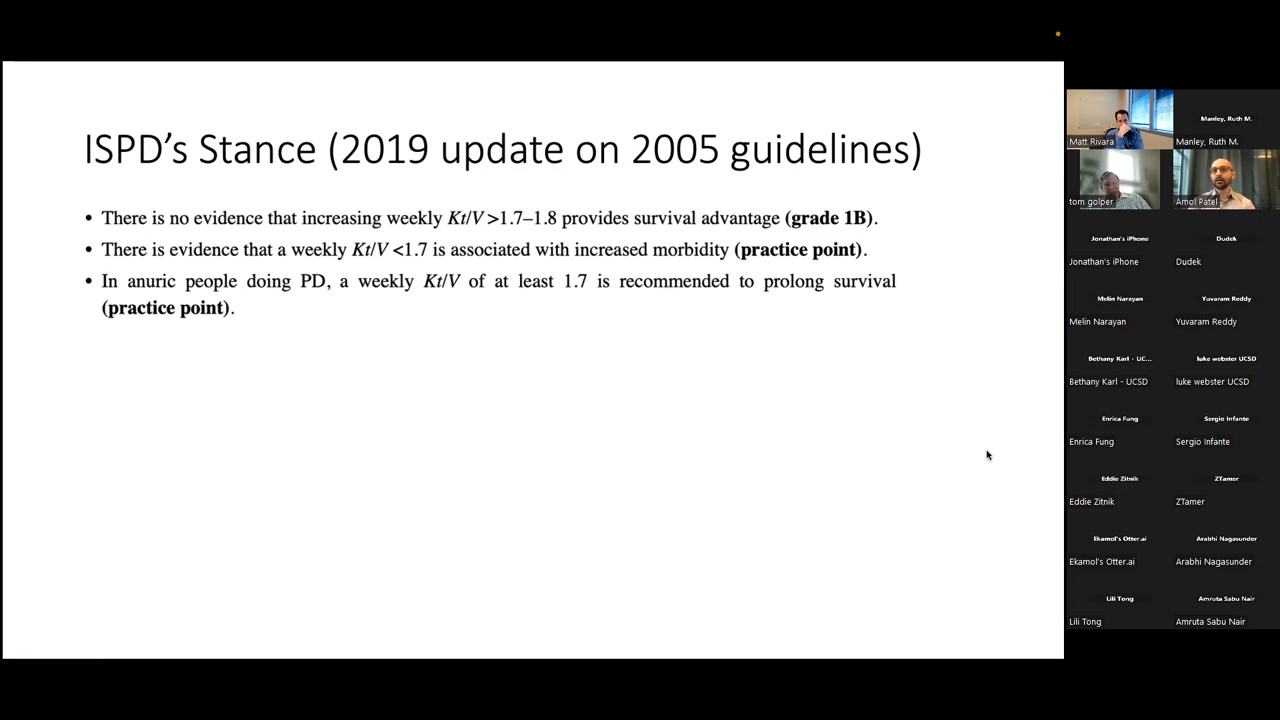 ISPD’s Stance (2019 update on 2005 guidelines)
• There is no evidence that increasing weekly Kt/V >1.7–1.8 provides survival advantage (grade 1B).
• There is evidence that a weekly Kt/V <1.7 is associated with increased morbidity (practice point).
• In anuric people doing PD, a weekly Kt/V of at least 1.7 is recommended to prolong survival
(practice point).
Matt Rivara
Manley, Ruth M.
Manley, Ruth M.
tom golper
Amol Patel
Jonathan's iPhone
Dudek
Jonathan's iPhone
Dudek
Melin Narayan
Yuvaram Reddy
Melin Narayan
Yuvaram Reddy
Bethany Karl - UC...
luke webster UCSD
Bethany Karl - UCSD
luke webster UCSD
Enrica Fung
Sergio Infante
Enrica Fung
Sergio Infante
Eddie Zitnik
ZTamer
Eddie Zitnik
ZTamer
Ekamol's Otter.ai
Arabhi Nagasunder
Ekamol's Otter.ai
Arabhi Nagasunder
Lili Tong
Amruta Sabu Nair
Lili Tong
Amruta Sabu Nair